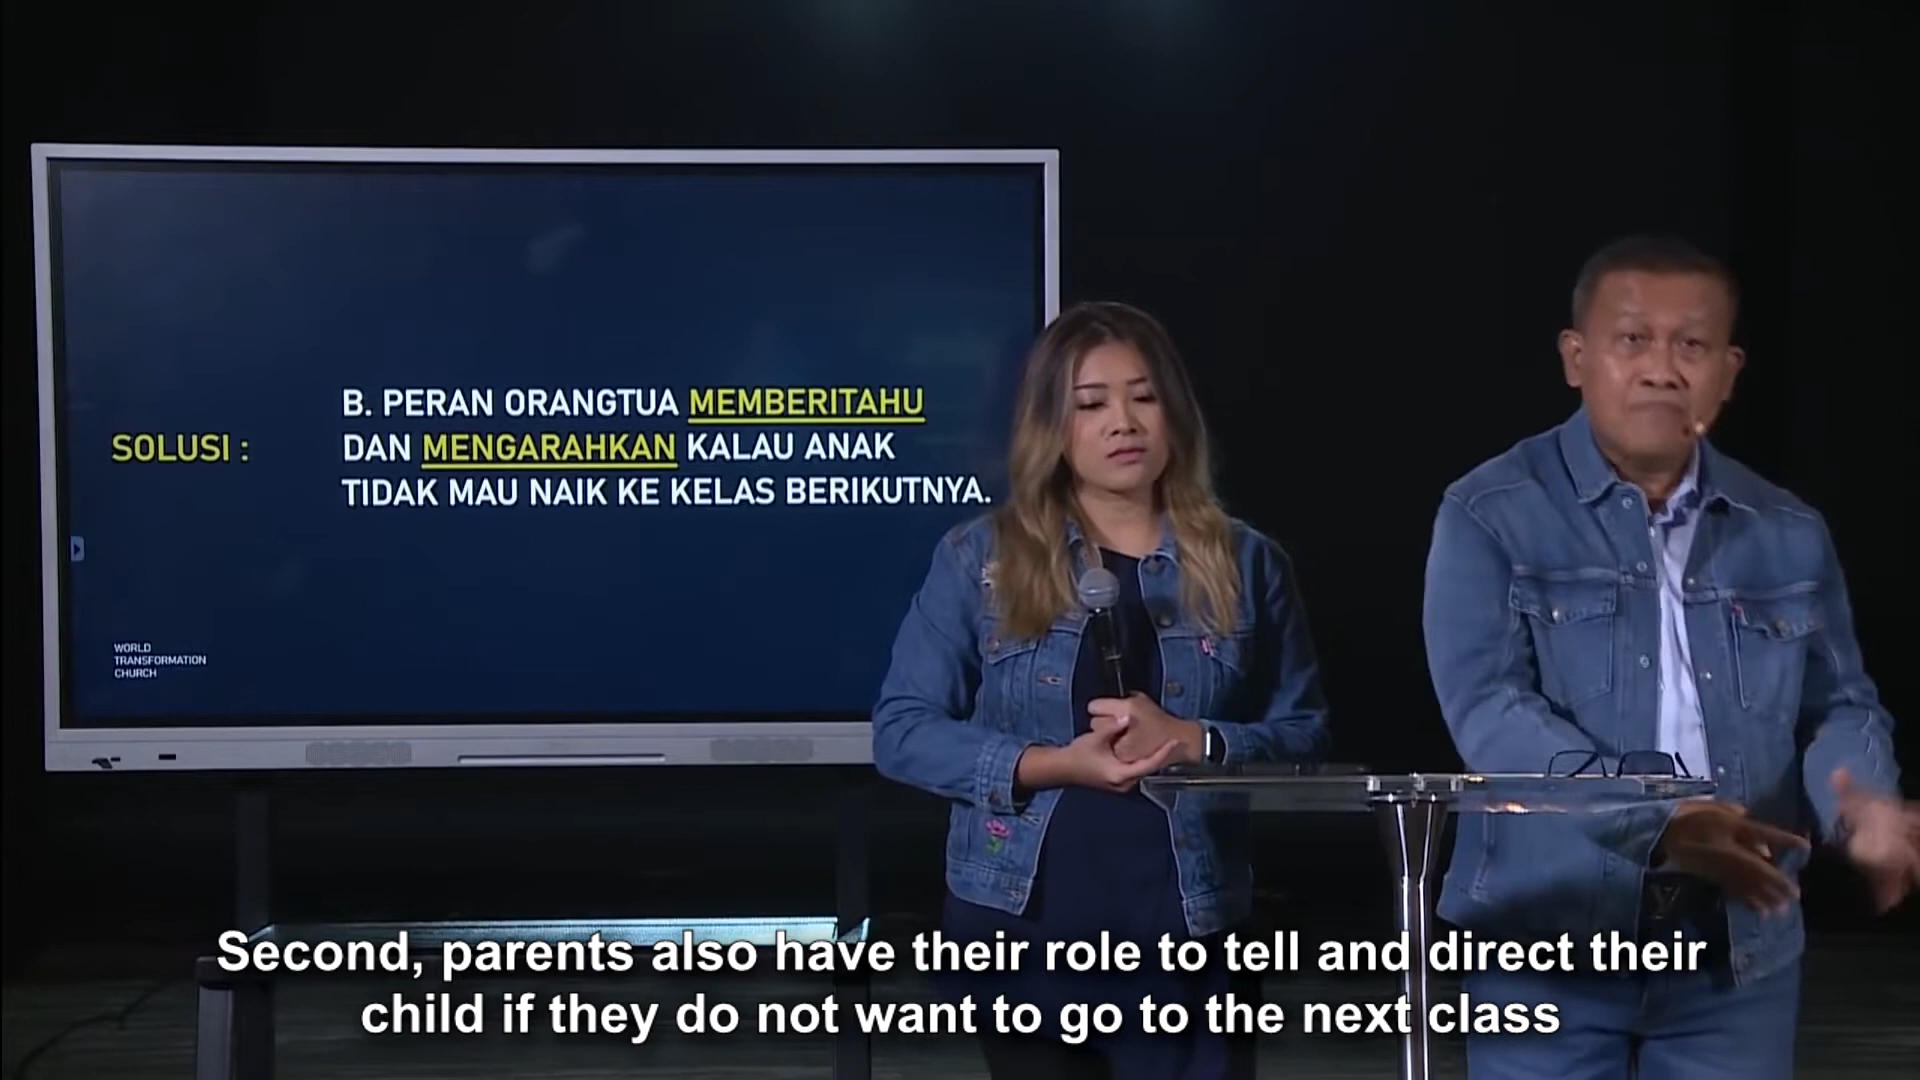 B. PERAN ORANGTUA MEMBERITAHU
SOLUSI : DAN MENGARAHKAN KALAU ANAK
TIDAK MAU NAIK KE KELAS BERIKUTNYA.
WORLD
TRANSFORMATION
CHURCH
Second, parents also have their role to tell and direct their
child if they do not want to go to the next class